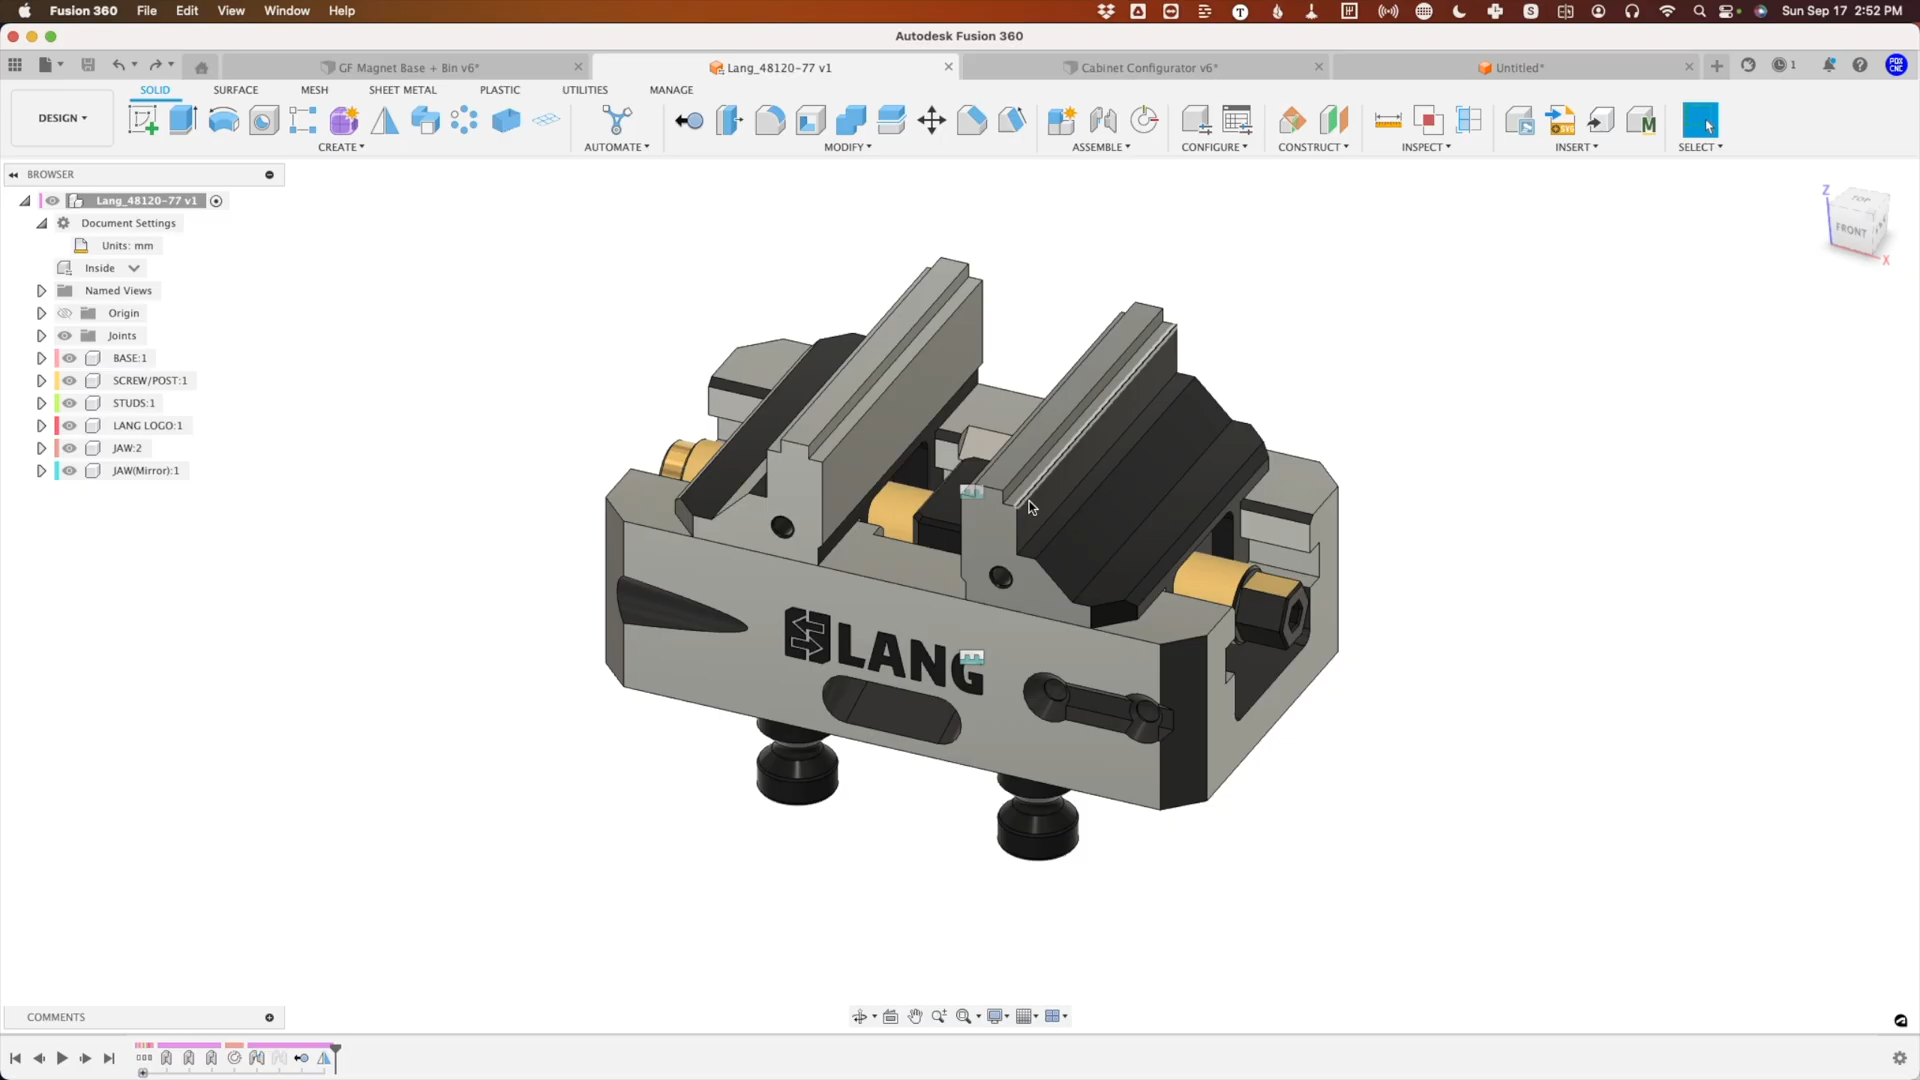 Fusion 360 File Edit View Window Help
Sun Sep 17 2:52 PM
Autodesk Fusion 360
GF Magnet Base + Bin v6*
Lang_48120-77 v1
Cabinet Configurator v6*
Untitled*
1
PDX CNC
SOLID SURFACE MESH SHEET METAL PLASTIC UTILITIES MANAGE
DESIGN
CREATE AUTOMATE MODIFY ASSEMBLE CONFIGURE CONSTRUCT INSPECT INSERT SELECT
BROWSER
Lang_48120-77 v1
Document Settings
Units: mm
Inside
Named Views
Origin
Joints
BASE:1
SCREW/POST:1
STUDS:1
LANG LOGO:1
JAW:2
JAW(Mirror):1
Z
TOP
FRONT
X
LANG
COMMENTS